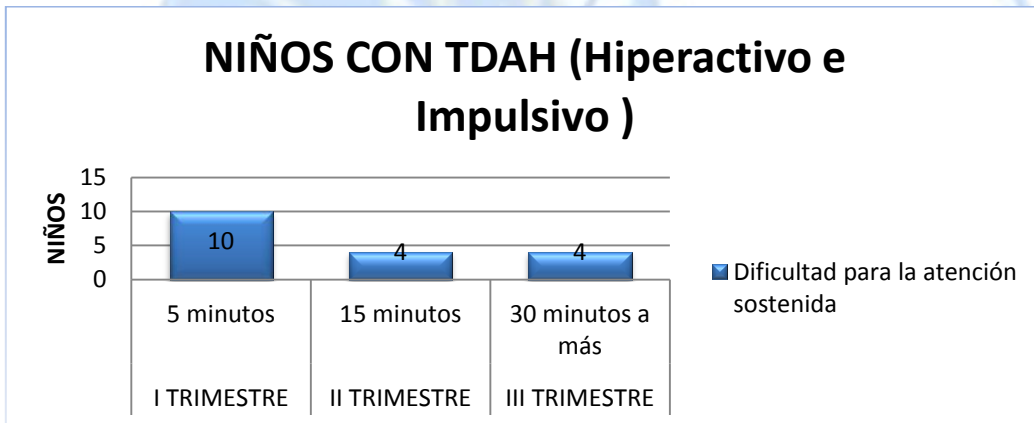 NIÑOS CON TDAH (Hiperactivo e
Impulsivo )
NIÑOS
15
10
5
0
10
4
4
5 minutos
15 minutos
30 minutos a
más
I TRIMESTRE
II TRIMESTRE
III TRIMESTRE
Dificultad para la atención
sostenida